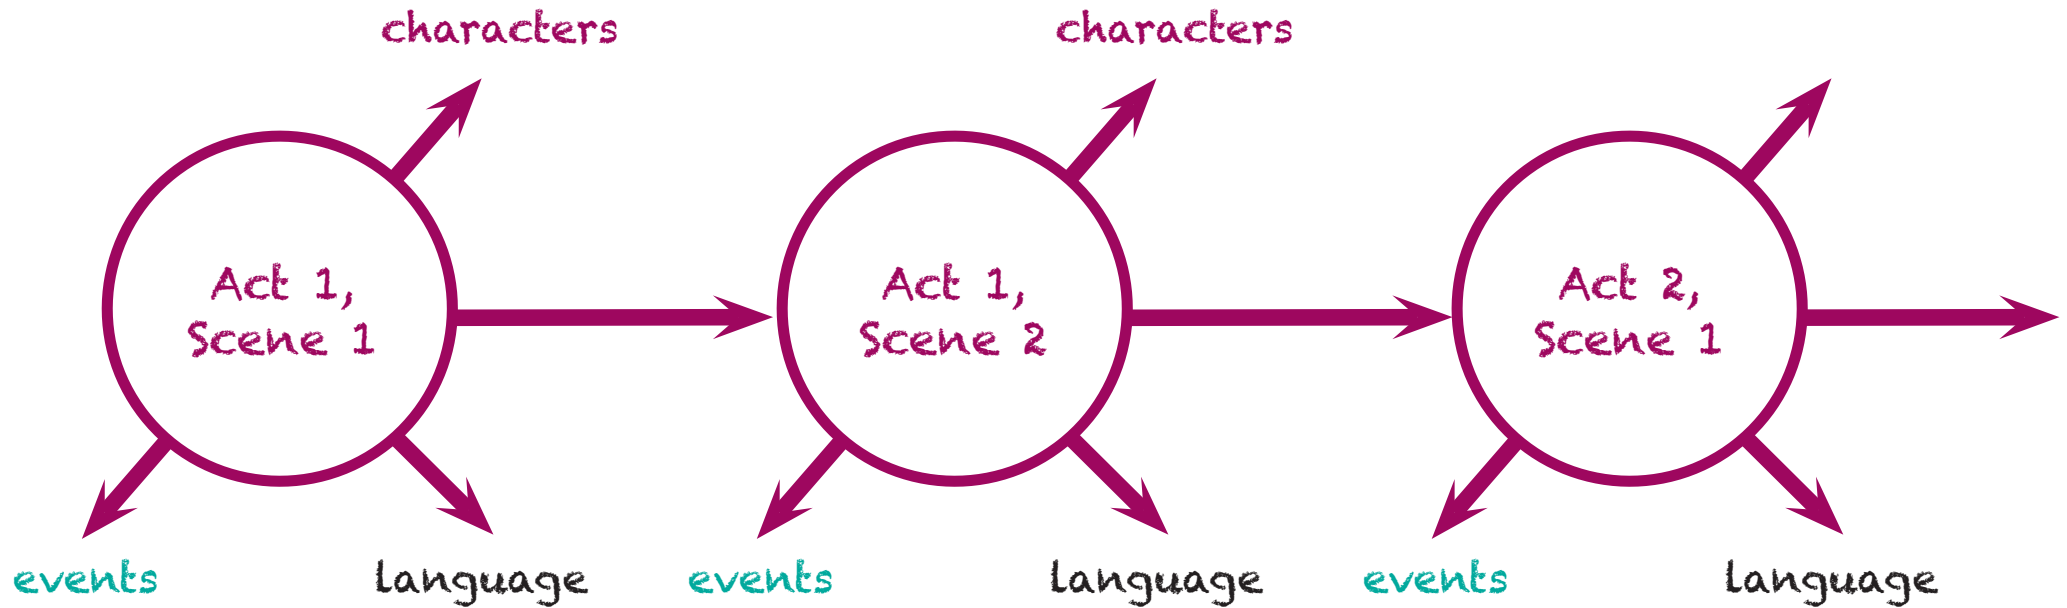 characters
characters
Act 1,
Scene 1
Act 1,
Scene 2
Act 2,
Scene 1
events
language
events
language
events
language